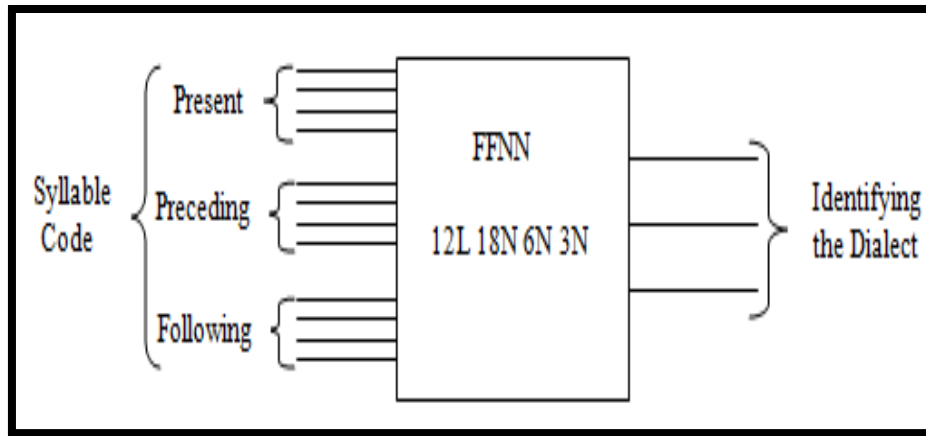 Syllable
Code
Present
Preceding
Following
FFNN
12L 18N 6N 3N
Identifying
the Dialect